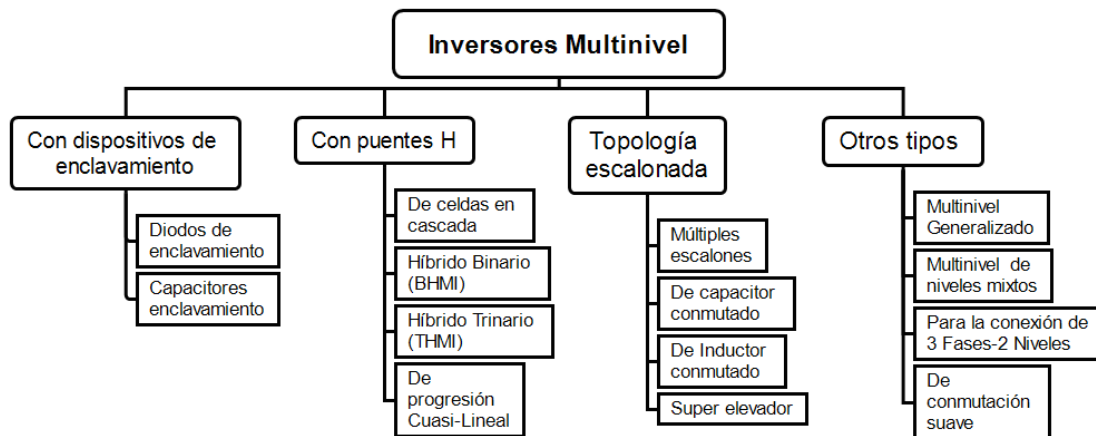 Inversores Multinivel
Con dispositivos de
enclavamiento
Diodos de
enclavamiento
Capacitores
enclavamiento
Con puentes H
De celdas en
cascada
Híbrido Binario
(BHMI)
Híbrido Trinario
(THMI)
De
progresión
Cuasi-Lineal
Topología
escalonada
Múltiples
escalones
De capacitor
conmutado
De Inductor
conmutado
Super elevador
Otros tipos
Multinivel
Generalizado
Multinivel de
niveles mixtos
Para la conexión de
3 Fases-2 Niveles
De
conmutación
suave